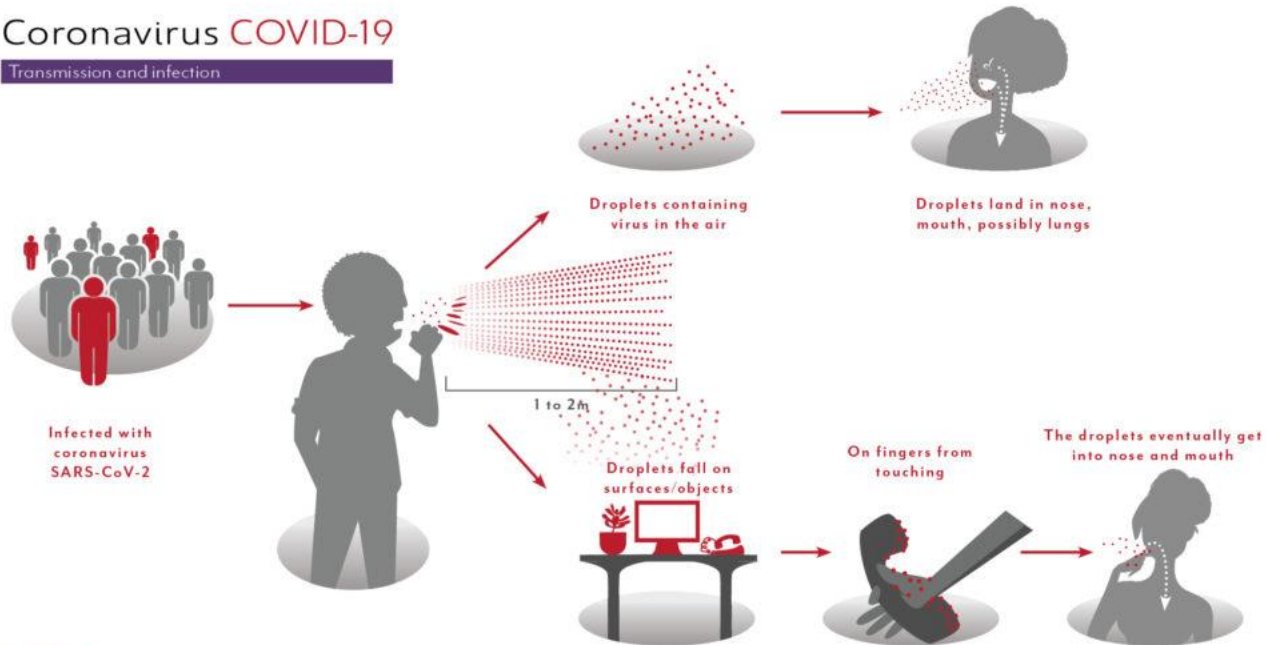 Coronavirus COVID-19
Transmission and infection
Infected with
coronavirus
SARS-CoV-2
1 to 2m
Droplets containing
virus in the air
Droplets land in nose,
mouth, possibly lungs
Droplets fall on
surfaces/objects
On fingers from
touching
The droplets eventually get
into nose and mouth